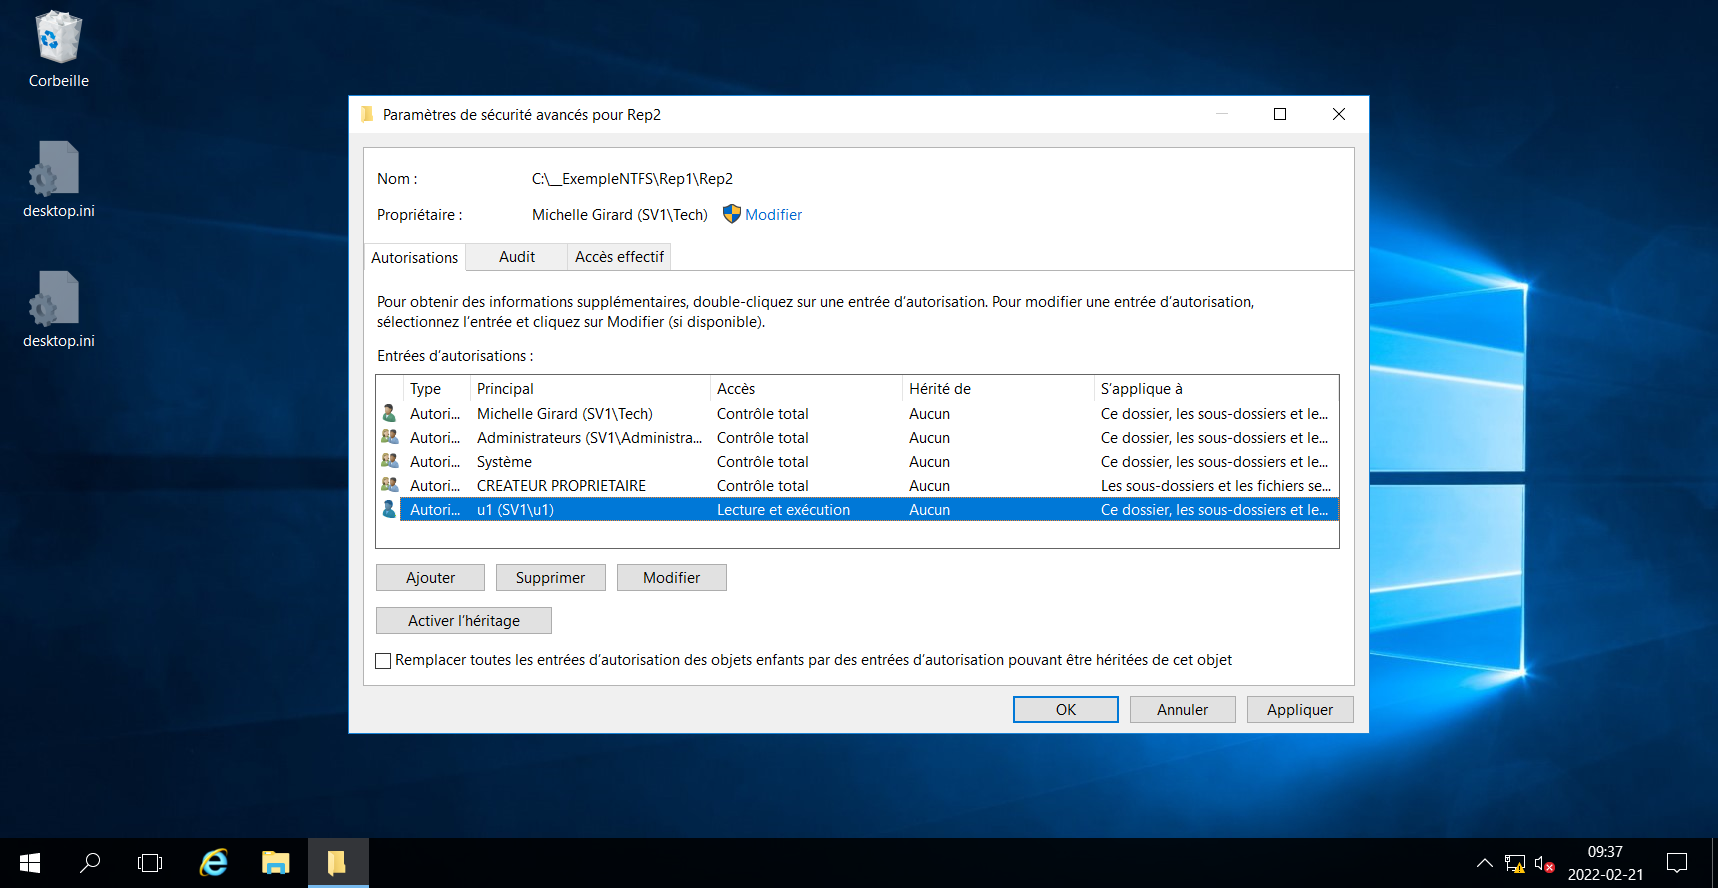 Corbeille
desktop.ini
desktop.ini
Paramètres de sécurité avancés pour Rep2
Nom : C:\__ExempleNTFS\Rep1\Rep2
Propriétaire : Michelle Girard (SV1\Tech) Modifier
Autorisations Audit Accès effectif
Pour obtenir des informations supplémentaires, double-cliquez sur une entrée d'autorisation. Pour modifier une entrée d'autorisation,
sélectionnez l'entrée et cliquez sur Modifier (si disponible).
Entrées d'autorisations :
Type Principal Accès Hérité de S'applique à
Autori... Michelle Girard (SV1\Tech) Contrôle total Aucun Ce dossier, les sous-dossiers et le...
Autori... Administrateurs (SV1\Administra... Contrôle total Aucun Ce dossier, les sous-dossiers et le...
Autori... Système Contrôle total Aucun Ce dossier, les sous-dossiers et le...
Autori... CREATEUR PROPRIETAIRE Contrôle total Aucun Les sous-dossiers et les fichiers se...
Autori... u1 (SV1\u1) Lecture et exécution Aucun Ce dossier, les sous-dossiers et le...
Ajouter Supprimer Modifier
Activer l'héritage
Remplacer toutes les entrées d'autorisation des objets enfants par des entrées d'autorisation pouvant être héritées de cet objet
OK Annuler Appliquer
09:37
2022-02-21